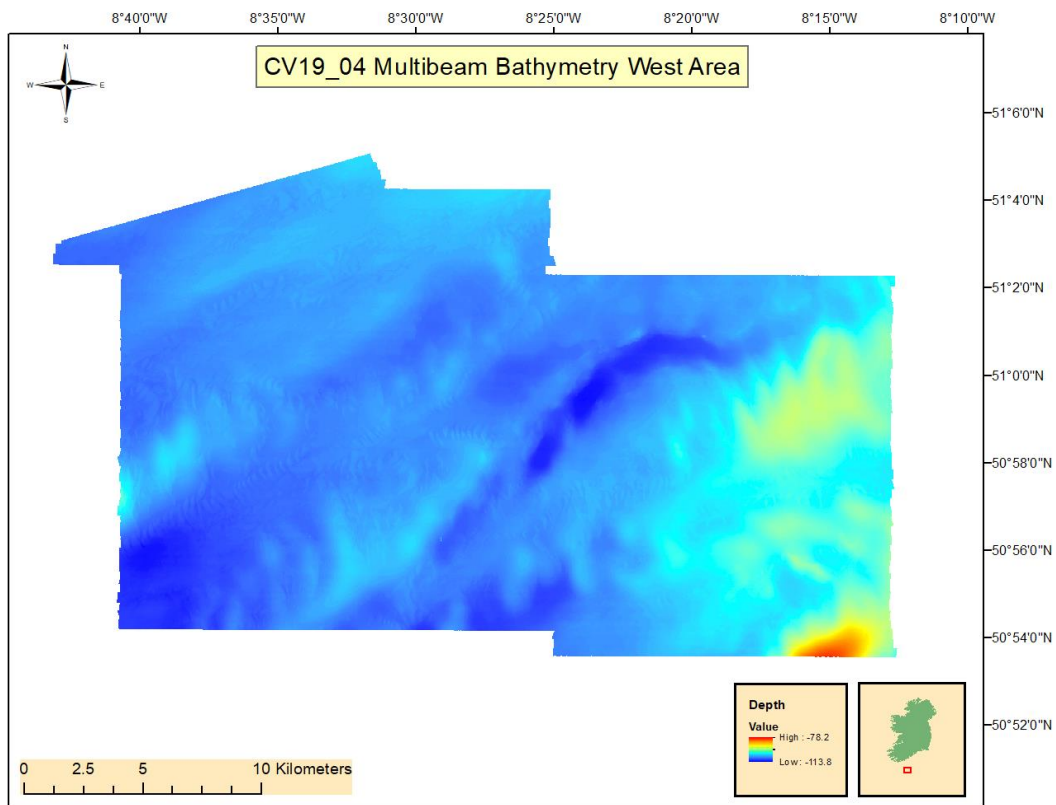 8°40'0"W 8°35'0"W 8°30'0"W 8°25'0"W 8°20'0"W 8°15'0"W 8°10'0"W
CV19_04 Multibeam Bathymetry West Area
N
W E
S
51°6'0"N
51°4'0"N
51°2'0"N
51°0'0"N
50°58'0"N
50°56'0"N
50°54'0"N
50°52'0"N
Depth
Value
High : -78.2
Low: -113.8
0 2.5 5 10 Kilometers